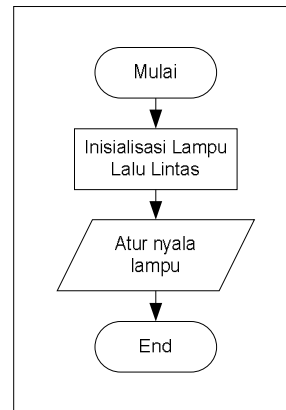 Mulai
Inisialisasi Lampu
Lalu Lintas
Atur nyala
lampu
End